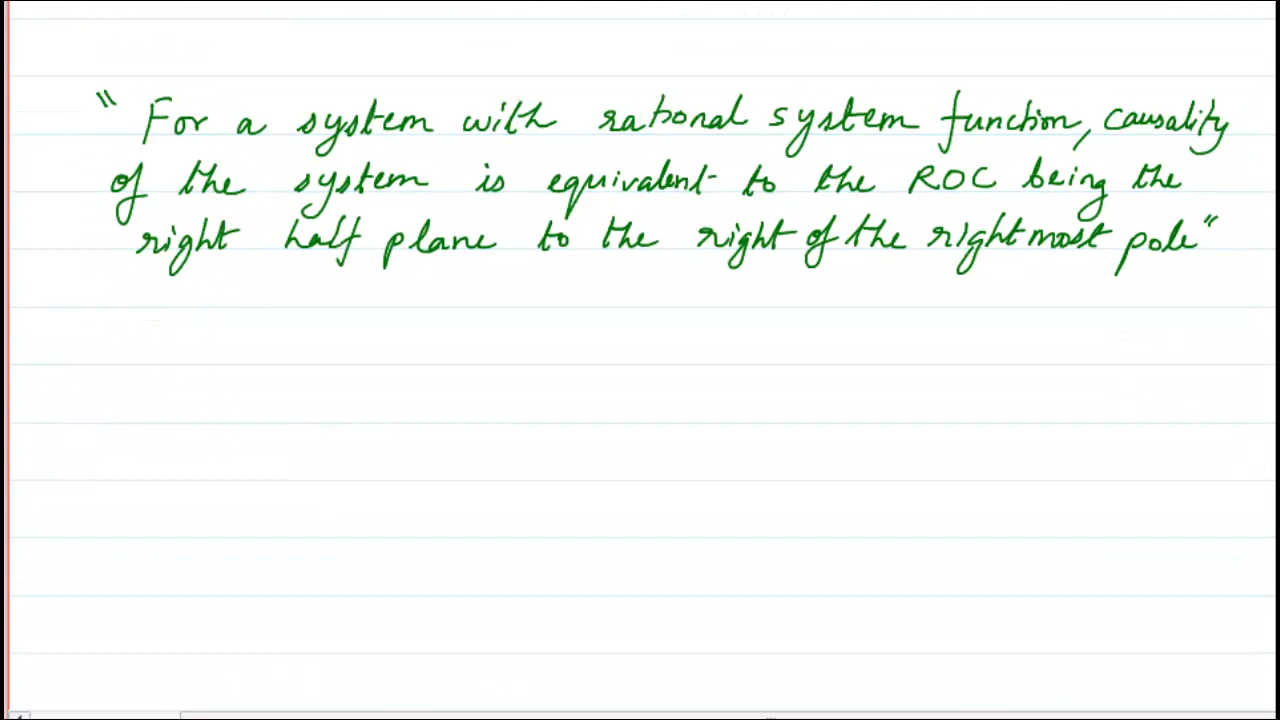 "For a system with rational system function, causality
of the system is equivalent to the ROC being the
right half plane to the right of the rightmost pole"